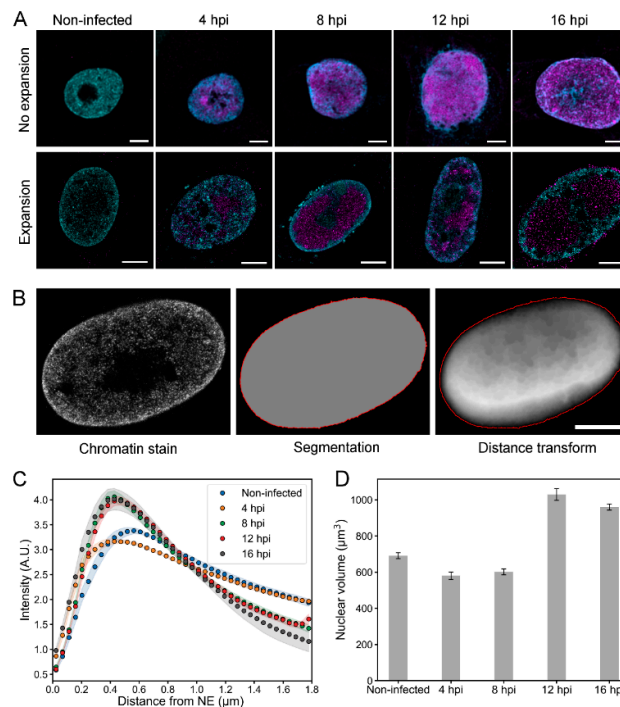 A
Non-infected 4 hpi 8 hpi 12 hpi 16 hpi
No expansion
Expansion
B
Chromatin stain Segmentation Distance transform
C
Intensity (A.U.)
4.0
3.5
3.0
2.5
2.0
1.5
1.0
0.5
Non-infected
4 hpi
8 hpi
12 hpi
16 hpi
0.0 0.2 0.4 0.6 0.8 1.0 1.2 1.4 1.6 1.8
Distance from NE (μm)
D
Nuclear volume (μm³)
1000
800
600
400
200
0
Non-infected 4 hpi 8 hpi 12 hpi 16 hpi